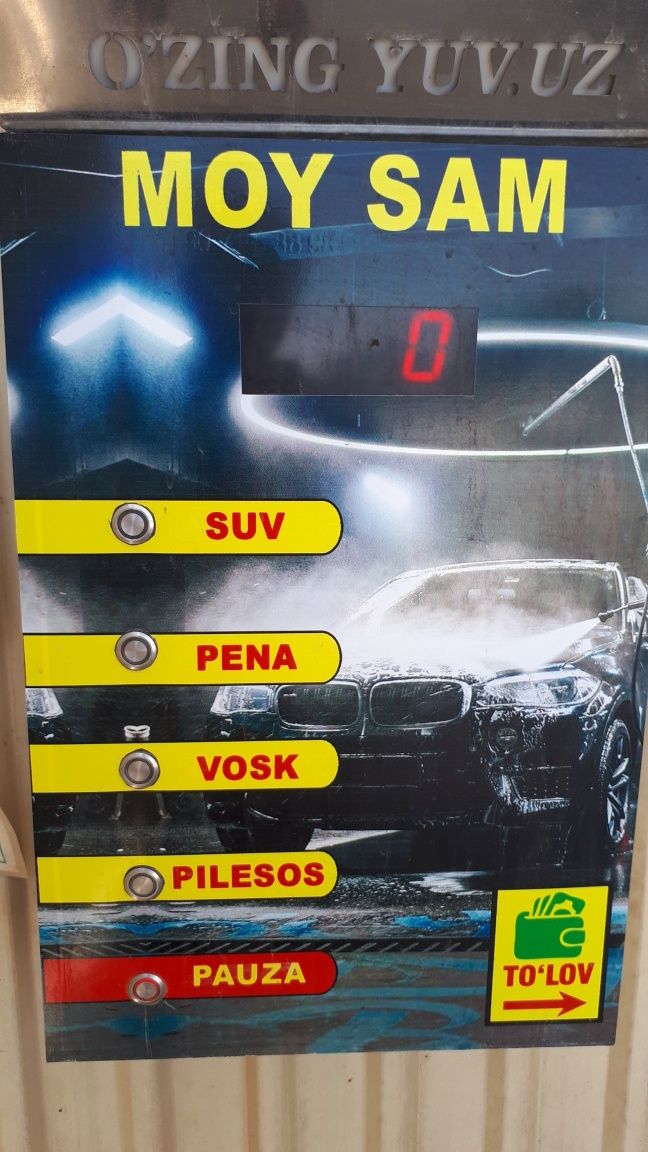 O'ZING YUV.UZ
MOY SAM
0
SUV
PENA
VOSK
PILESOS
PAUZA
TO‘LOV